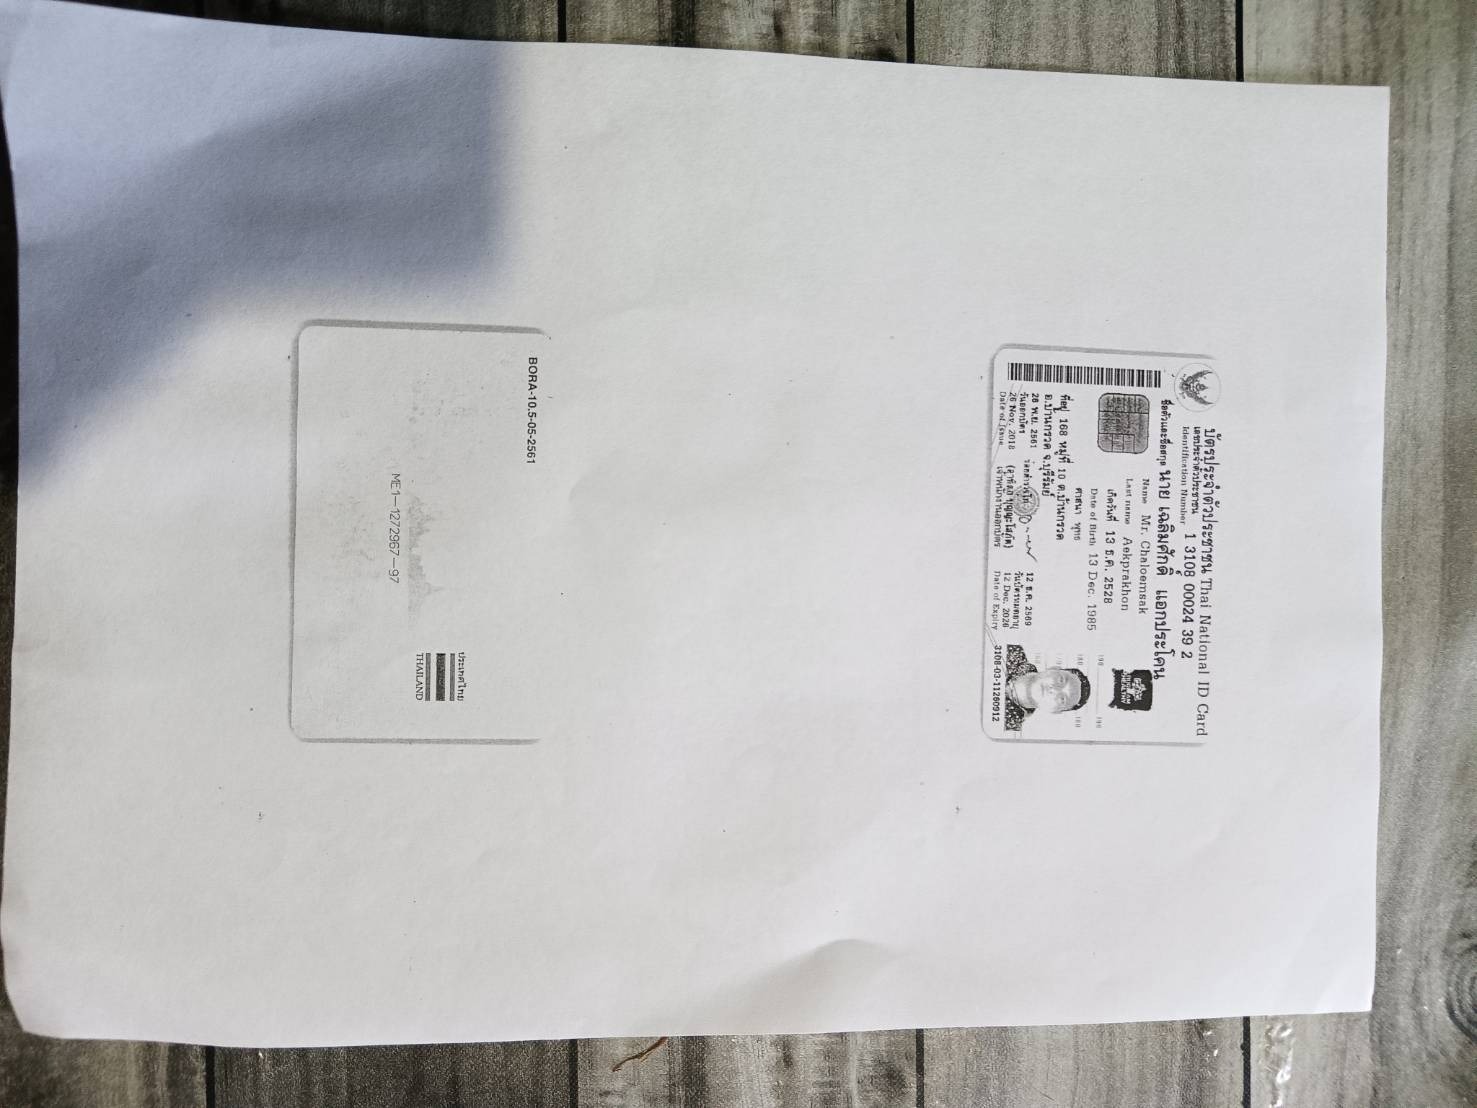 บัตรประจำตัวประชาชน Thai National ID Card
เลขประจำตัวประชาชน 1 3108 00024 39 2
Identification Number
ชื่อตัวและชื่อสกุล นาย เฉลิมศักดิ์ แอกประโคน
Name Mr. Chaloemsak
Last name Aekprakhon
เกิดวันที่ 13 ธ.ค. 2528
Date of Birth 13 Dec. 1985
ศาสนา พุทธ
ที่อยู่ 168 หมู่ที่ 10 ต.บ้านกรวด
อ.บ้านกรวด จ.บุรีรัมย์
28 พ.ย. 2561
วันออกบัตร
Date of Issue
เจ้าพนักงานออกบัตร
12 ธ.ค. 2569
วันบัตรหมดอายุ
12 Dec. 2026
Date of Expiry
3108-03-11260912
190
180
160
BORA-10.5-05-2561
ME1-1272967-97
ประเทศไทย
THAILAND